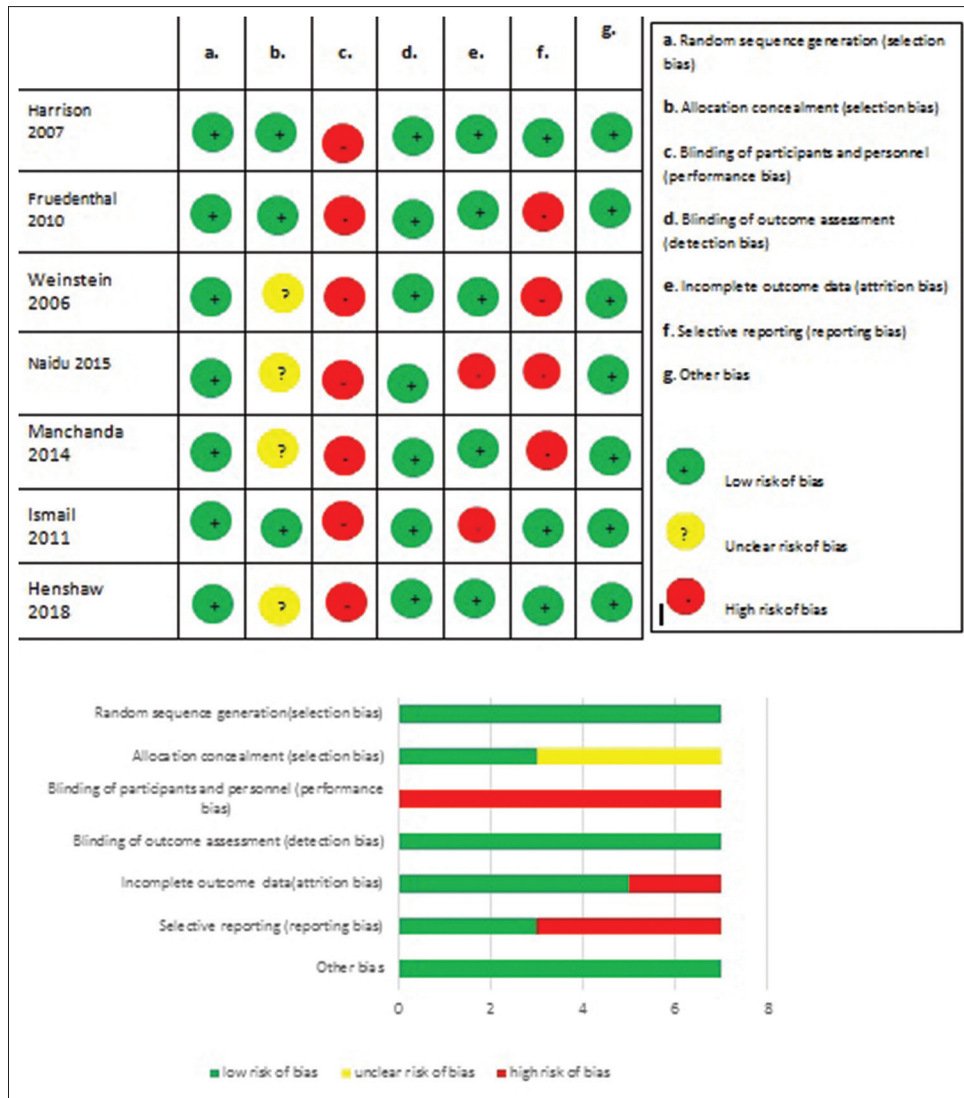 a. b. c. d. e. f. g.
Harrison
2007
+ + - + + + +
Fruedenthal
2010
+ + - + + - +
Weinstein
2006
+ ? - + + - +
Naidu 2015
+ ? - + - - +
Manchanda
2014
+ ? - + + - +
Ismail
2011
+ + - + - + +
Henshaw
2018
+ ? - + + + +
a. Random sequence generation (selection
bias)
b. Allocation concealment (selection bias)
c. Blinding of participants and personnel
(performance bias)
d. Blinding of outcome assessment
(detection bias)
e. Incomplete outcome data (attrition bias)
f. Selective reporting (reporting bias)
g. Other bias
+ Low risk of bias
? Unclear risk of bias
- High risk of bias
Random sequence generation(selection bias)
Allocation concealment (selection bias)
Blinding of participants and personnel (performance
bias)
Blinding of outcome assessment (detection bias)
Incomplete outcome data(attrition bias)
Selective reporting (reporting bias)
Other bias
0 2 4 6 8
low risk of bias unclear risk of bias high risk of bias